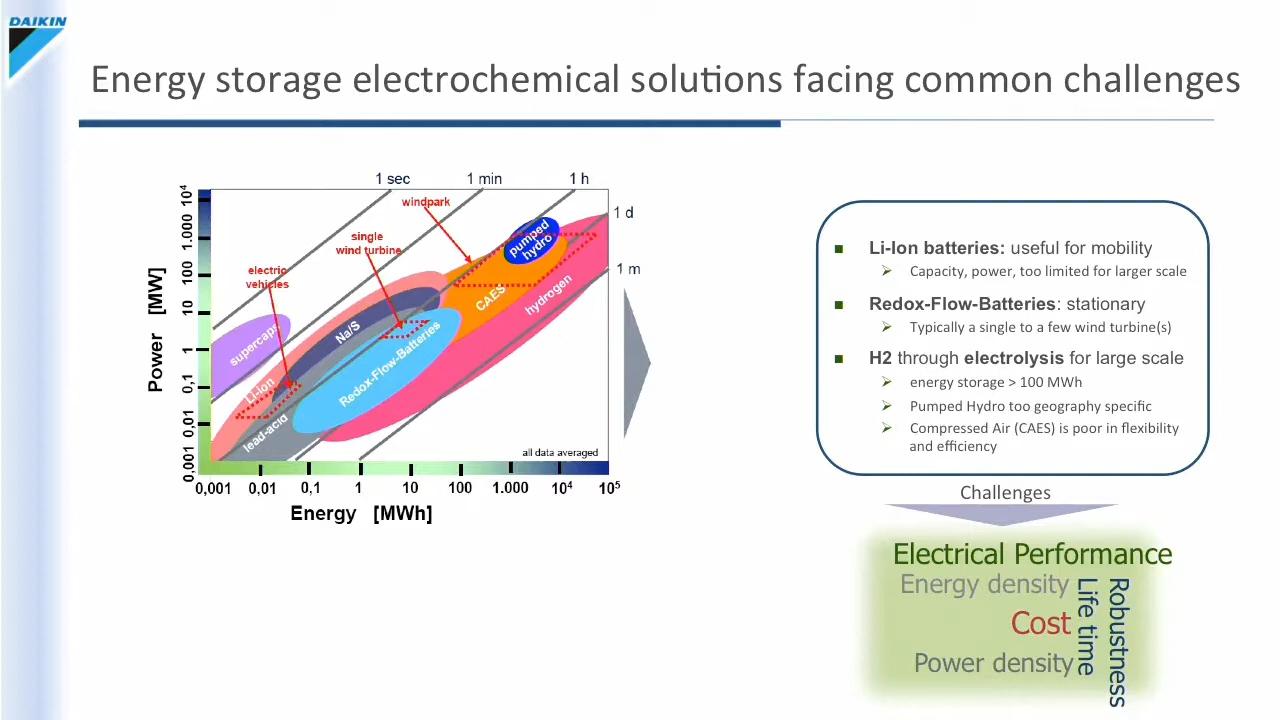 DAIKIN
Energy storage electrochemical solutions facing common challenges
1 sec
1 min
1 h
1 d
1 m
windpark
single
wind turbine
electric
vehicles
pumped
hydro
CAES
hydrogen
supercaps
Na/S
Li-ion
lead-acid
Redox-Flow-Batteries
all data averaged
Power [MW]
10⁴
1.000
100
10
1
0,1
0,01
0,001
0,001 0,01 0,1 1 10 100 1.000 10⁴ 10⁵
Energy [MWh]
■ Li-Ion batteries: useful for mobility
➢ Capacity, power, too limited for larger scale
■ Redox-Flow-Batteries: stationary
➢ Typically a single to a few wind turbine(s)
■ H2 through electrolysis for large scale
➢ energy storage > 100 MWh
➢ Pumped Hydro too geography specific
➢ Compressed Air (CAES) is poor in flexibility
and efficiency
Challenges
Electrical Performance
Energy density
Cost
Power density
Life time
Robustness